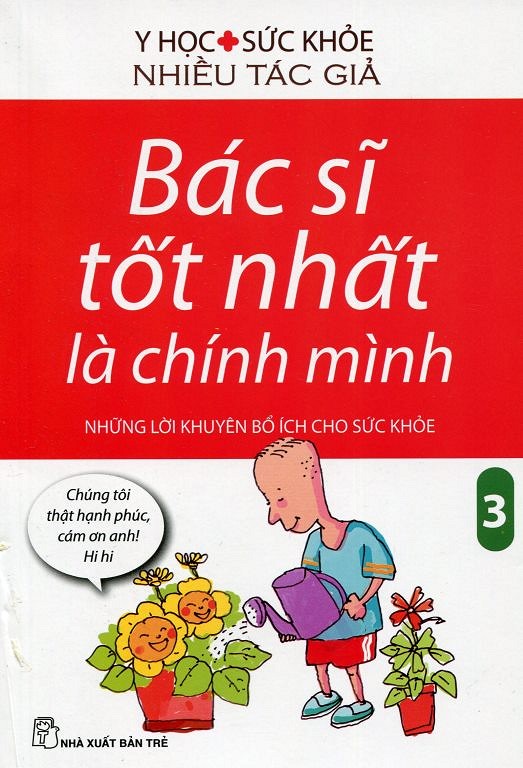 Y HỌC+SỨC KHỎE
NHIỀU TÁC GIẢ
Bác sĩ
tốt nhất
là chính mình
NHỮNG LỜI KHUYÊN BỔ ÍCH CHO SỨC KHỎE
3
Chúng tôi
thật hạnh phúc,
cám ơn anh!
Hi hi
NHÀ XUẤT BẢN TRẺ